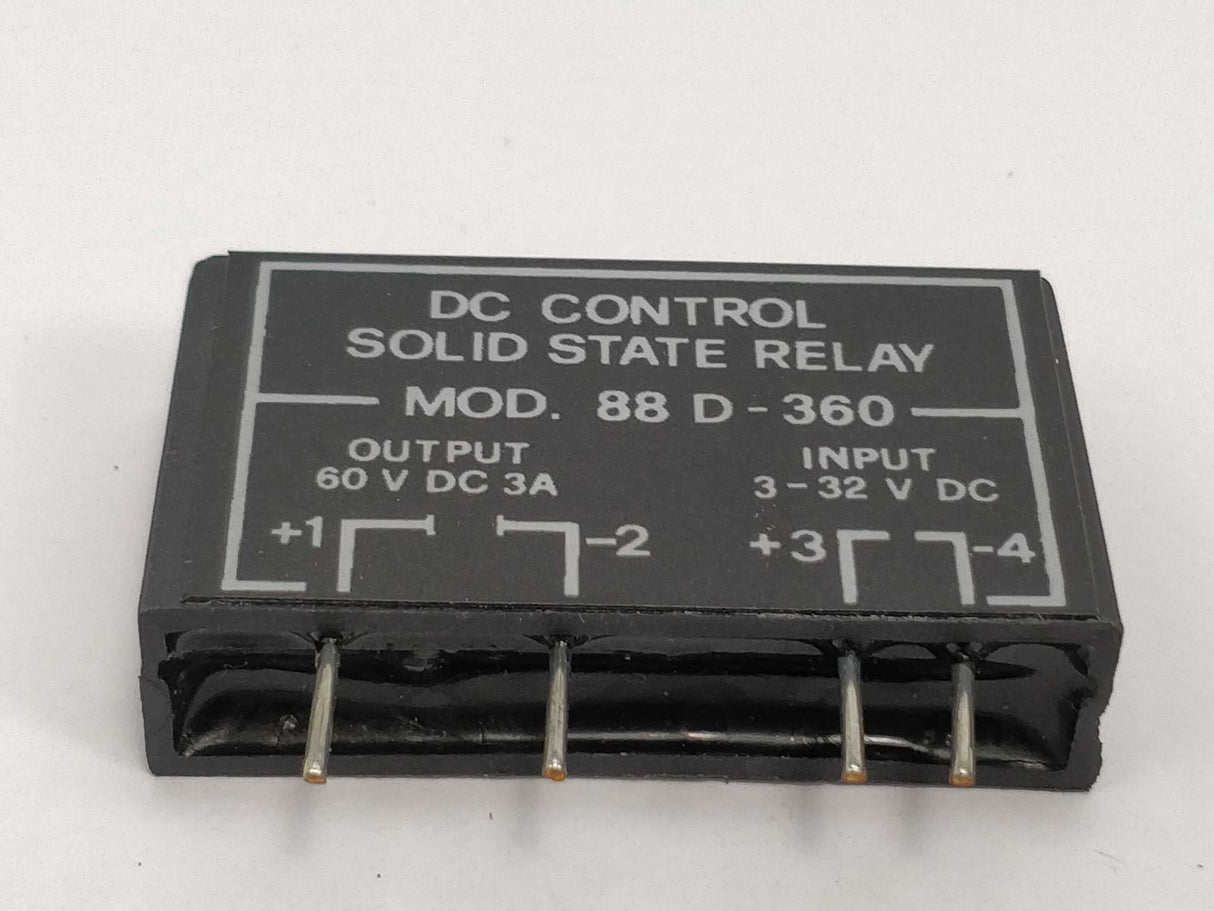 DC CONTROL
SOLID STATE RELAY
MOD. 88 D - 360
OUTPUT
60 V DC 3A
INPUT
3 - 32 V DC
+1 -2 +3 -4